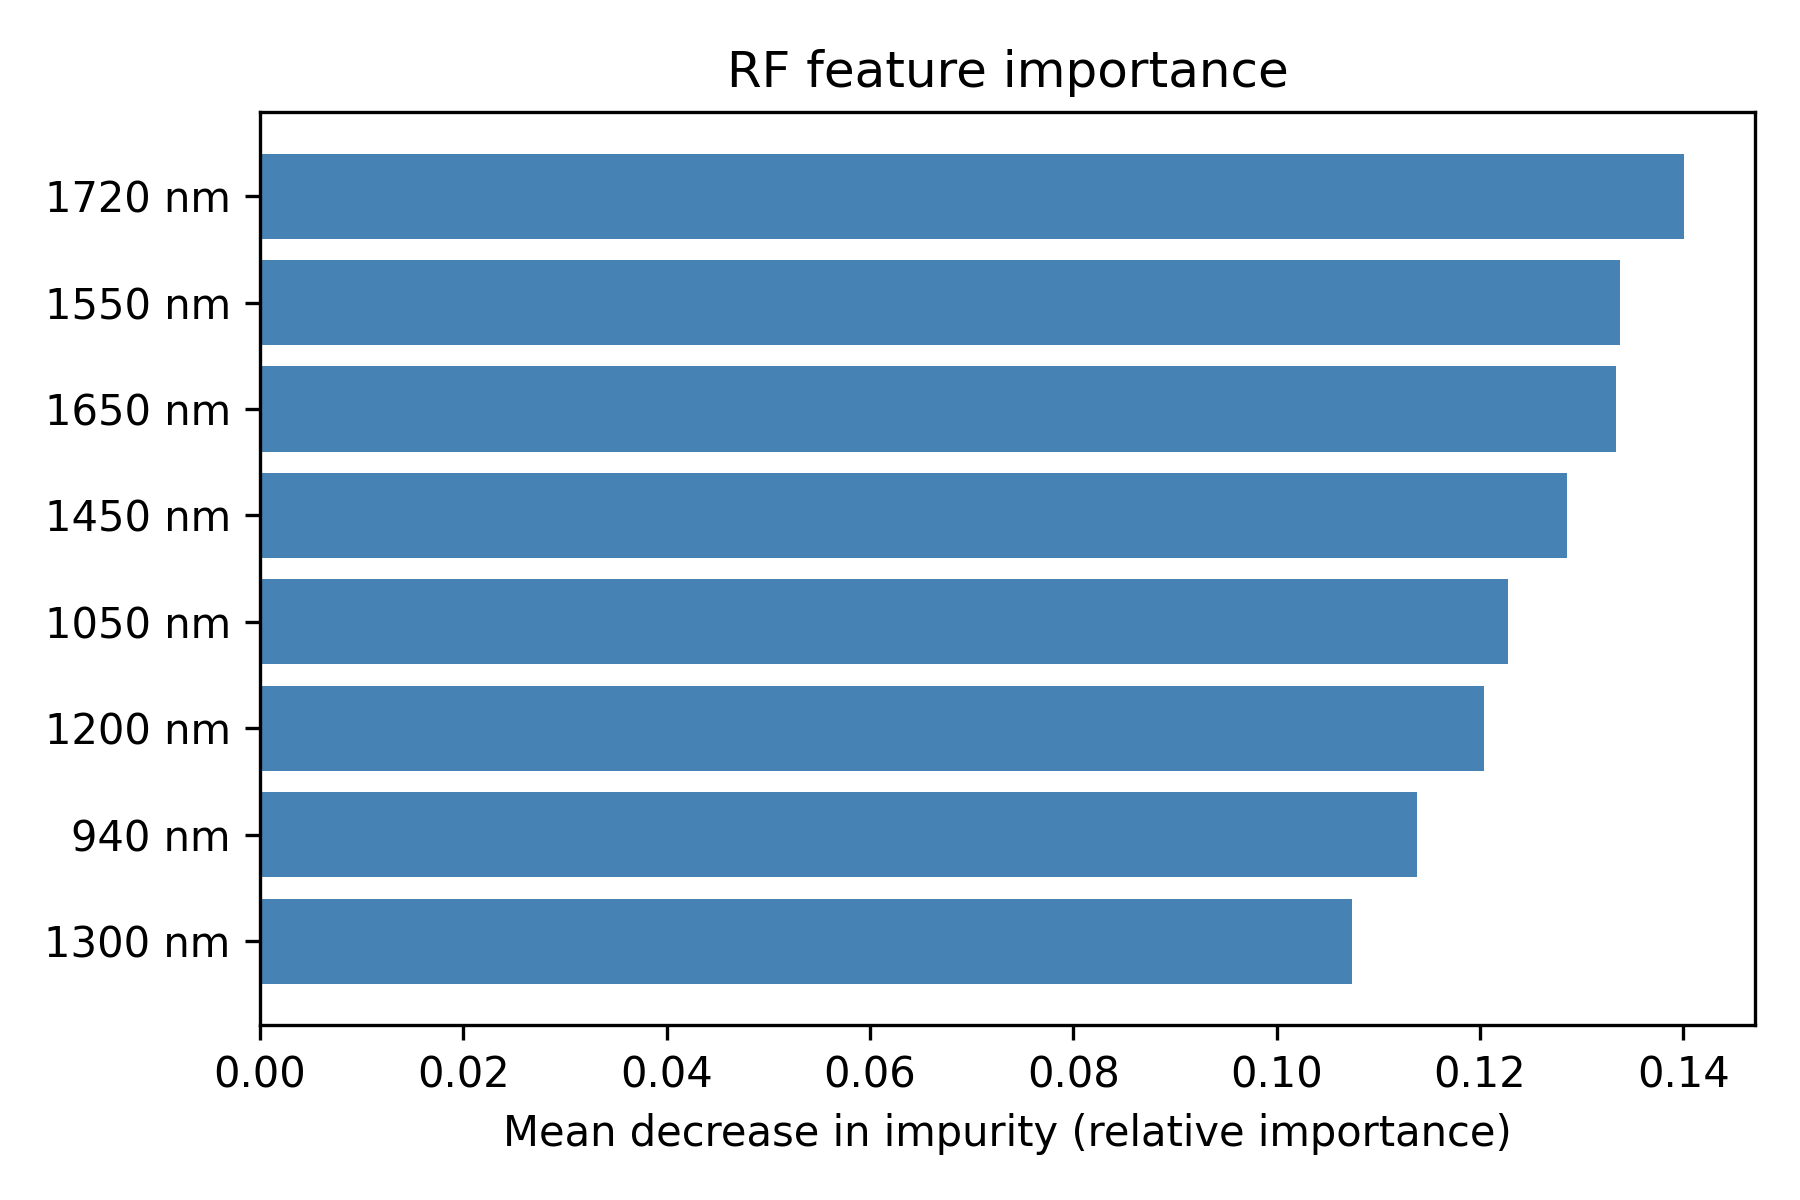 RF feature importance
1720 nm
1550 nm
1650 nm
1450 nm
1050 nm
1200 nm
940 nm
1300 nm
0.00 0.02 0.04 0.06 0.08 0.10 0.12 0.14
Mean decrease in impurity (relative importance)